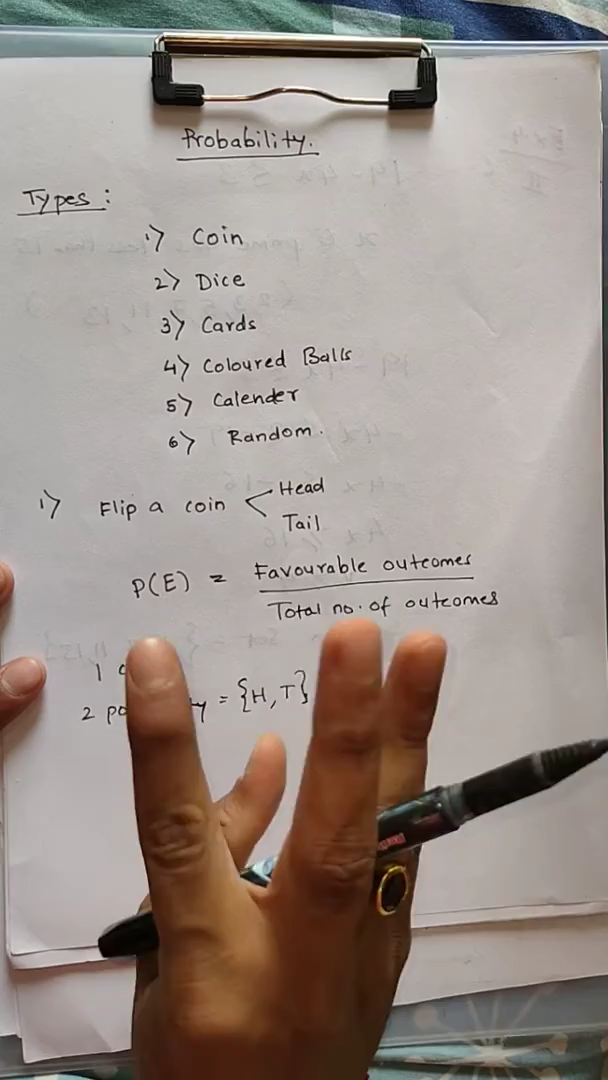 Probability.
Types :
1) Coin
2) Dice
3) Cards
4) Coloured Balls
5) Calender
6) Random.
1) Flip a coin
Head
Tail
P(E) = Favourable outcomes
Total no. of outcomes
1
2 = {H, T}